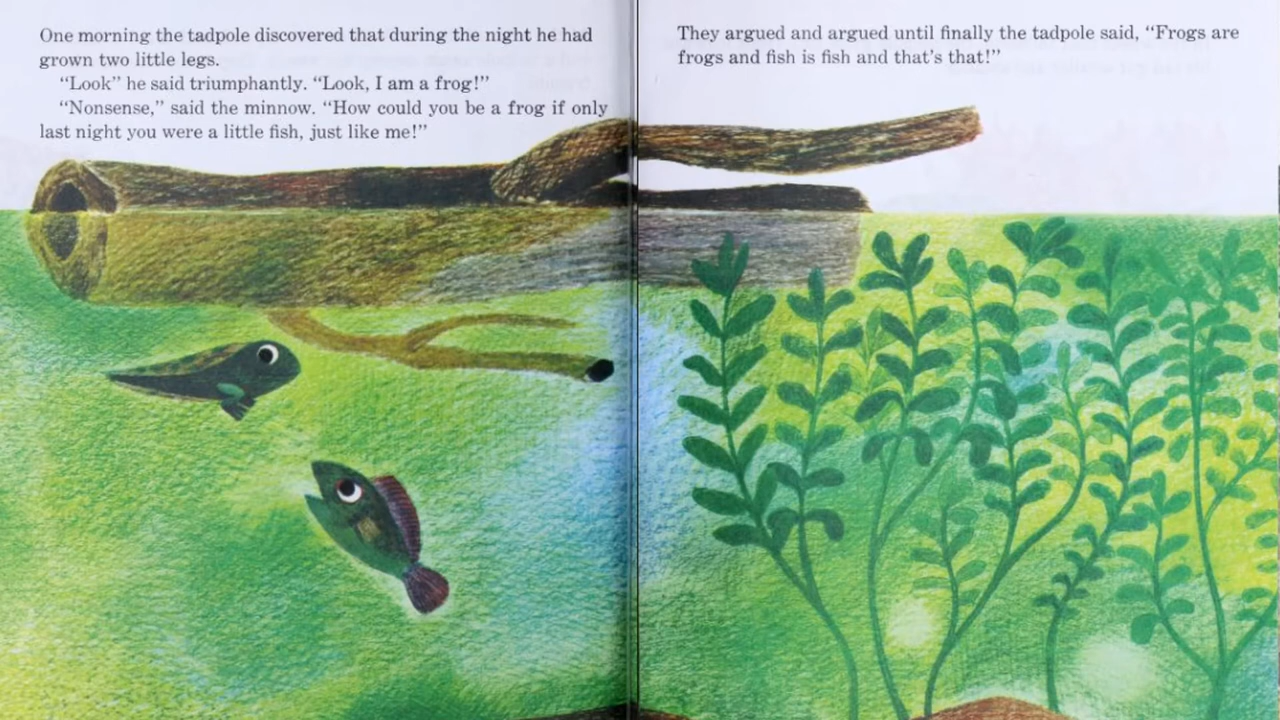 One morning the tadpole discovered that during the night he had
grown two little legs.
“Look” he said triumphantly. “Look, I am a frog!”
“Nonsense,” said the minnow. “How could you be a frog if only
last night you were a little fish, just like me!”
They argued and argued until finally the tadpole said, “Frogs are
frogs and fish is fish and that’s that!”